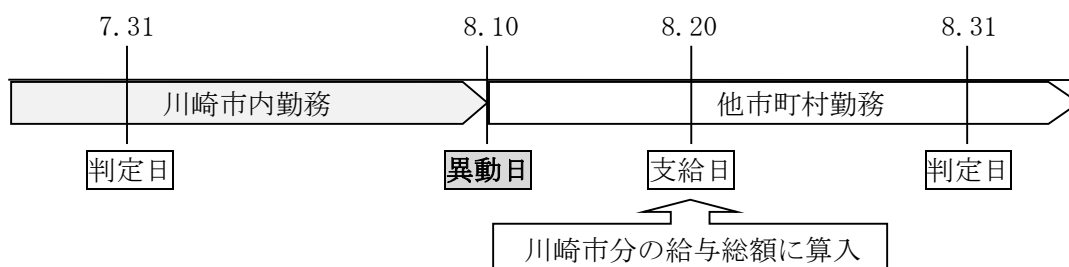 7.31 8.10 8.20 8.31
川崎市内勤務 他市町村勤務
判定日 異動日 支給日 判定日
川崎市分の給与総額に算入